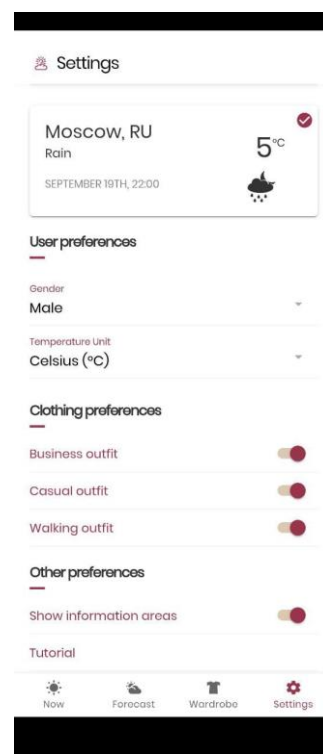 Settings
Moscow, RU
5°C
Rain
SEPTEMBER 19TH, 22:00
User preferences
Gender
Male
Temperature Unit
Celsius (°C)
Clothing preferences
Business outfit
Casual outfit
Walking outfit
Other preferences
Show information areas
Tutorial
Now Forecast Wardrobe Settings